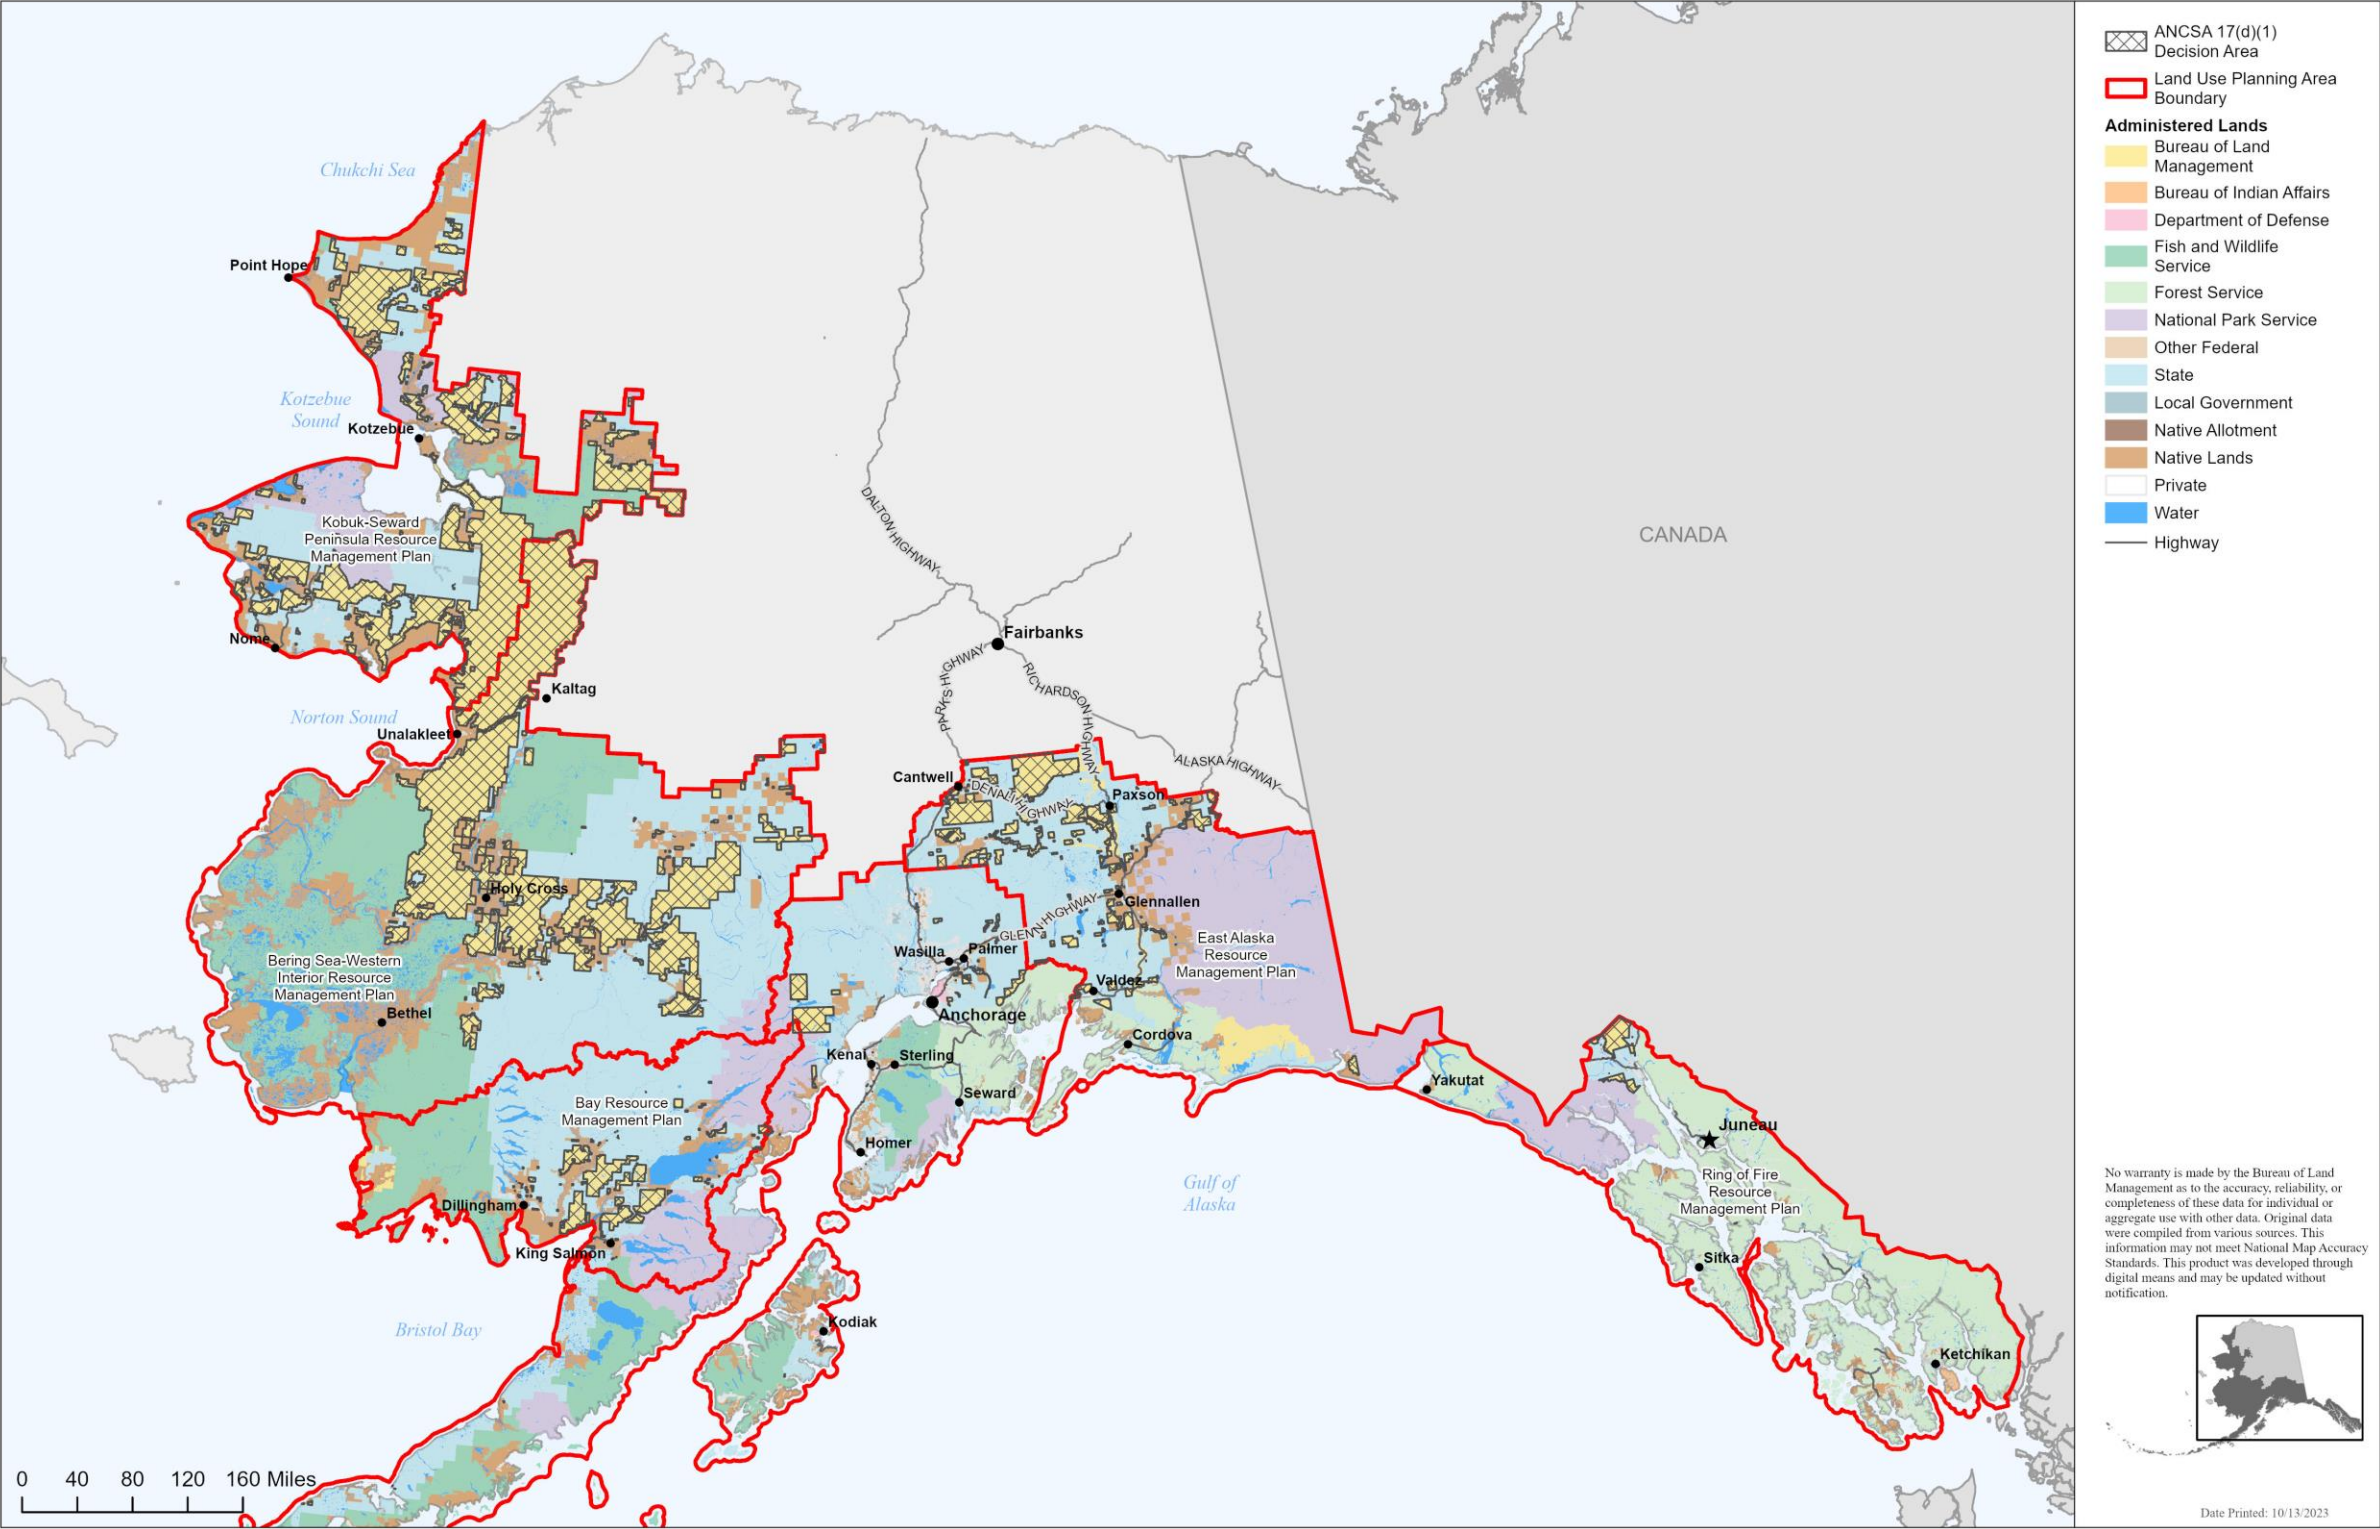 Chukchi Sea
Point Hope
Kotzebue
Sound
Kotzebue
Kobuk-Seward
Peninsula Resource
Management Plan
Nome
Norton Sound
Kaltag
Unalakleet
Holy Cross
Bering Sea-Western
Interior Resource
Management Plan
Bethel
Bay Resource
Management Plan
Dillingham
King Salmon
Bristol Bay
DALTON HIGHWAY
Fairbanks
PARKS HIGHWAY
RICHARDSON HIGHWAY
ALASKA HIGHWAY
Cantwell
DENALI HIGHWAY
HIGHWAY
Paxson
Glennallen
GLENN HIGHWAY
Wasilla
Palmer
East Alaska
Resource
Management Plan
Valdez
Anchorage
Cordova
Kenai
Sterling
Seward
Homer
Kodiak
Gulf of
Alaska
CANADA
Yakutat
Juneau
Ring of Fire
Resource
Management Plan
Sitka
Ketchikan
0 40 80 120 160 Miles
ANCSA 17(d)(1)
Decision Area
Land Use Planning Area
Boundary
Administered Lands
Bureau of Land
Management
Bureau of Indian Affairs
Department of Defense
Fish and Wildlife
Service
Forest Service
National Park Service
Other Federal
State
Local Government
Native Allotment
Native Lands
Private
Water
Highway
No warranty is made by the Bureau of Land
Management as to the accuracy, reliability, or
completeness of these data for individual or
aggregate use with other data. Original data
were compiled from various sources. This
information may not meet National Map Accuracy
Standards. This product was developed through
digital means and may be updated without
notification.
Date Printed: 10/13/2023